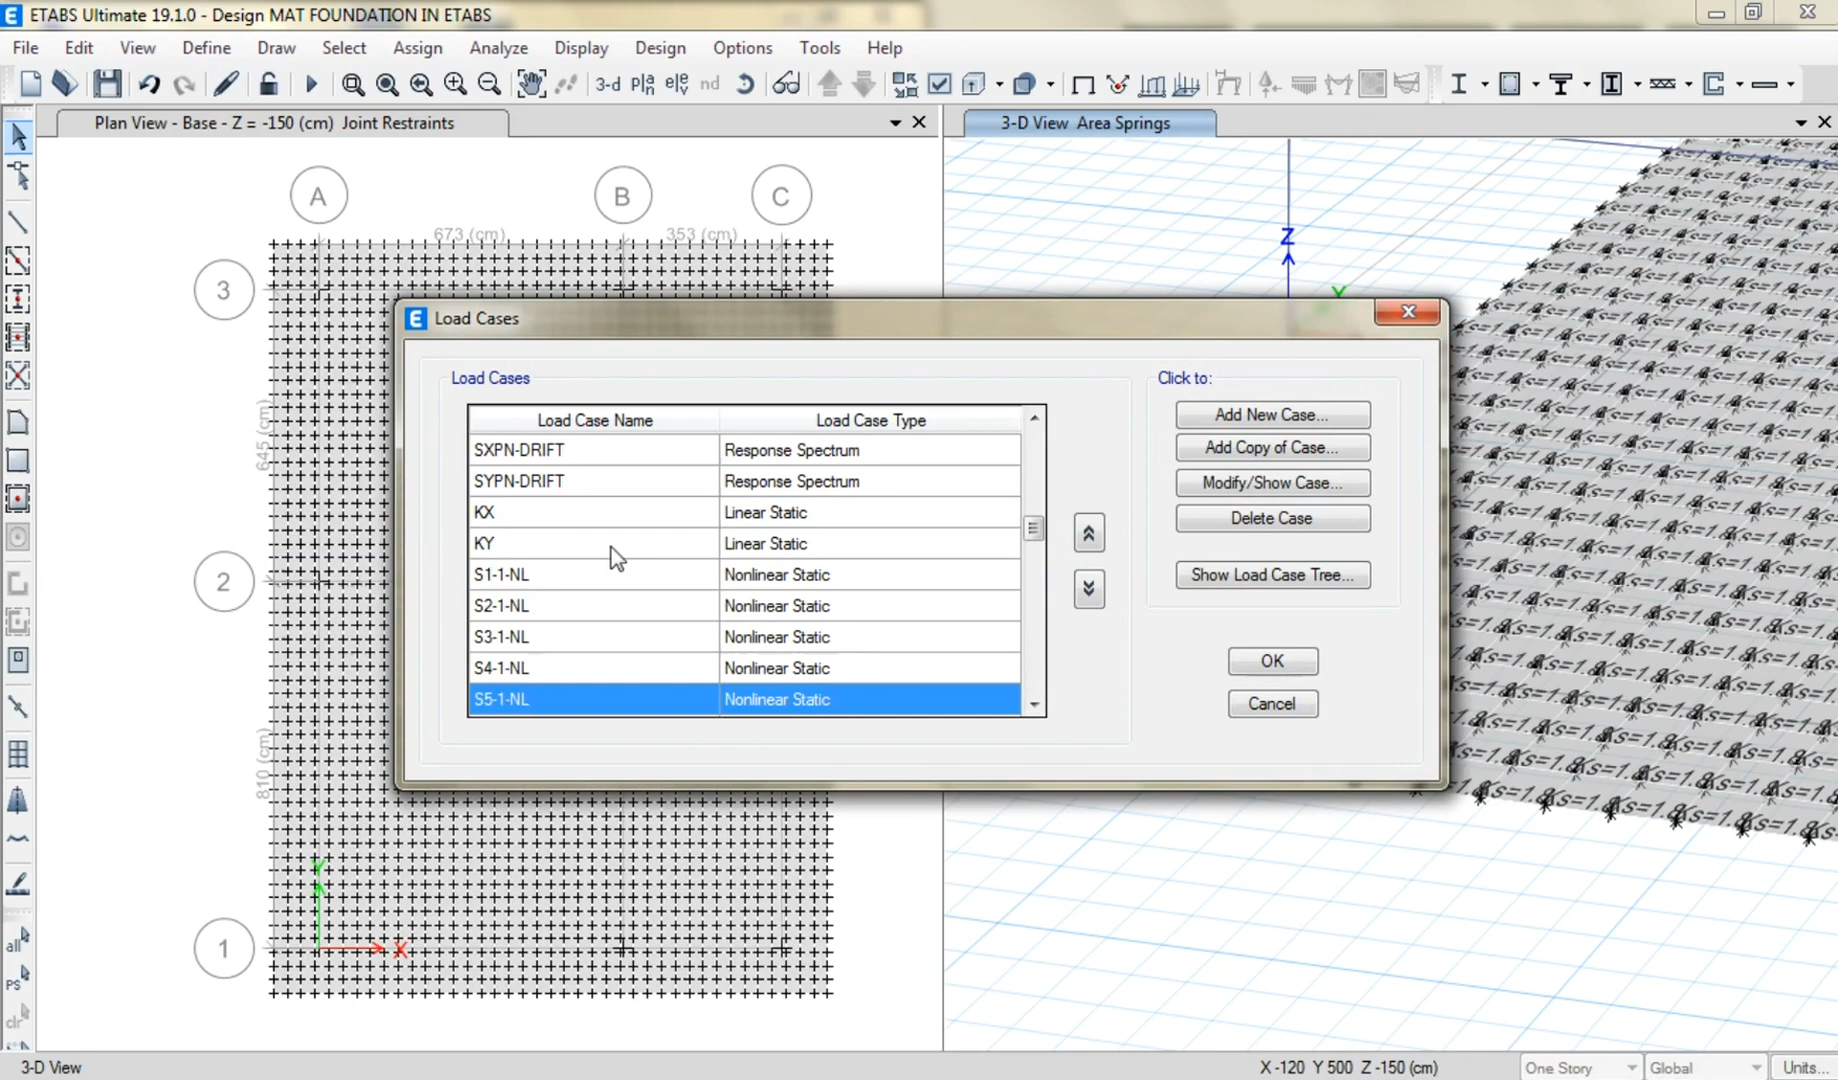 ETABS Ultimate 19.1.0 - Design MAT FOUNDATION IN ETABS
File Edit View Define Draw Select Assign Analyze Display Design Options Tools Help
3-d nd
Plan View - Base - Z = -150 (cm) Joint Restraints
3-D View Area Springs
A B C
673 (cm) 353 (cm)
3
2
1
645 (cm)
810 (cm)
Z
Y
Y
X
Load Cases
Load Cases
Load Case Name Load Case Type
SXPN-DRIFT Response Spectrum
SYPN-DRIFT Response Spectrum
KX Linear Static
KY Linear Static
S1-1-NL Nonlinear Static
S2-1-NL Nonlinear Static
S3-1-NL Nonlinear Static
S4-1-NL Nonlinear Static
S5-1-NL Nonlinear Static
Click to:
Add New Case...
Add Copy of Case...
Modify/Show Case...
Delete Case
Show Load Case Tree...
OK
Cancel
all
PS
clr
3-D View
X -120 Y 500 Z -150 (cm)
One Story
Global
Units...